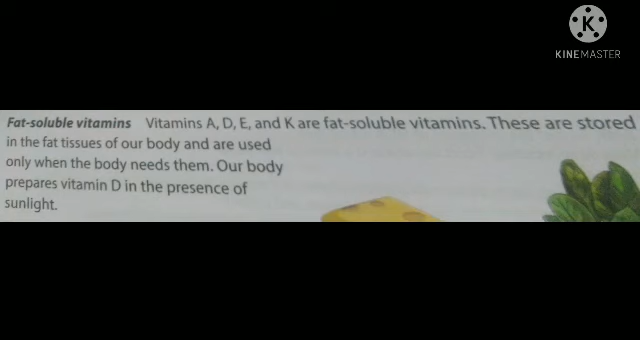 K
KINEMASTER
Fat-soluble vitamins Vitamins A, D, E, and K are fat-soluble vitamins. These are stored
in the fat tissues of our body and are used
only when the body needs them. Our body
prepares vitamin D in the presence of
sunlight.